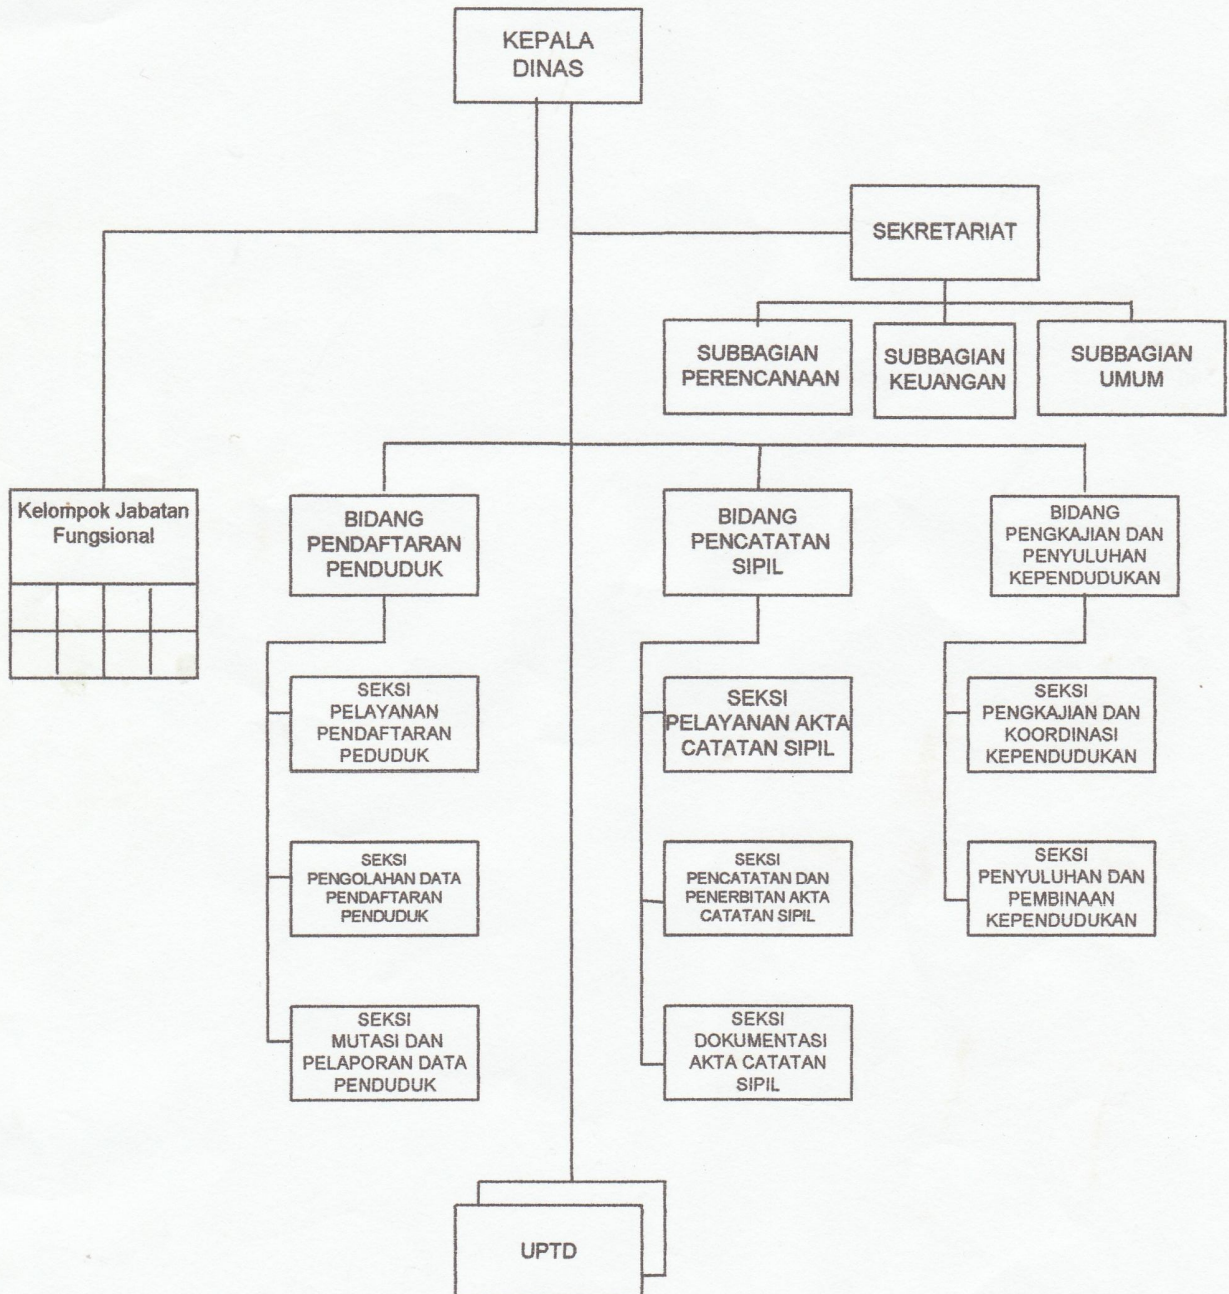 KEPALA
DINAS
SEKRETARIAT
SUBBAGIAN
PERENCANAAN
SUBBAGIAN
KEUANGAN
SUBBAGIAN
UMUM
Kelompok Jabatan
Fungsional
BIDANG
PENDAFTARAN
PENDUDUK
BIDANG
PENCATATAN
SIPIL
BIDANG
PENGKAJIAN DAN
PENYULUHAN
KEPENDUDUKAN
SEKSI
PELAYANAN
PENDAFTARAN
PEDUDUK
SEKSI
PELAYANAN AKTA
CATATAN SIPIL
SEKSI
PENGKAJIAN DAN
KOORDINASI
KEPENDUDUKAN
SEKSI
PENGOLAHAN DATA
PENDAFTARAN
PENDUDUK
SEKSI
PENCATATAN DAN
PENERBITAN AKTA
CATATAN SIPIL
SEKSI
PENYULUHAN DAN
PEMBINAAN
KEPENDUDUKAN
SEKSI
MUTASI DAN
PELAPORAN DATA
PENDUDUK
SEKSI
DOKUMENTASI
AKTA CATATAN
SIPIL
UPTD